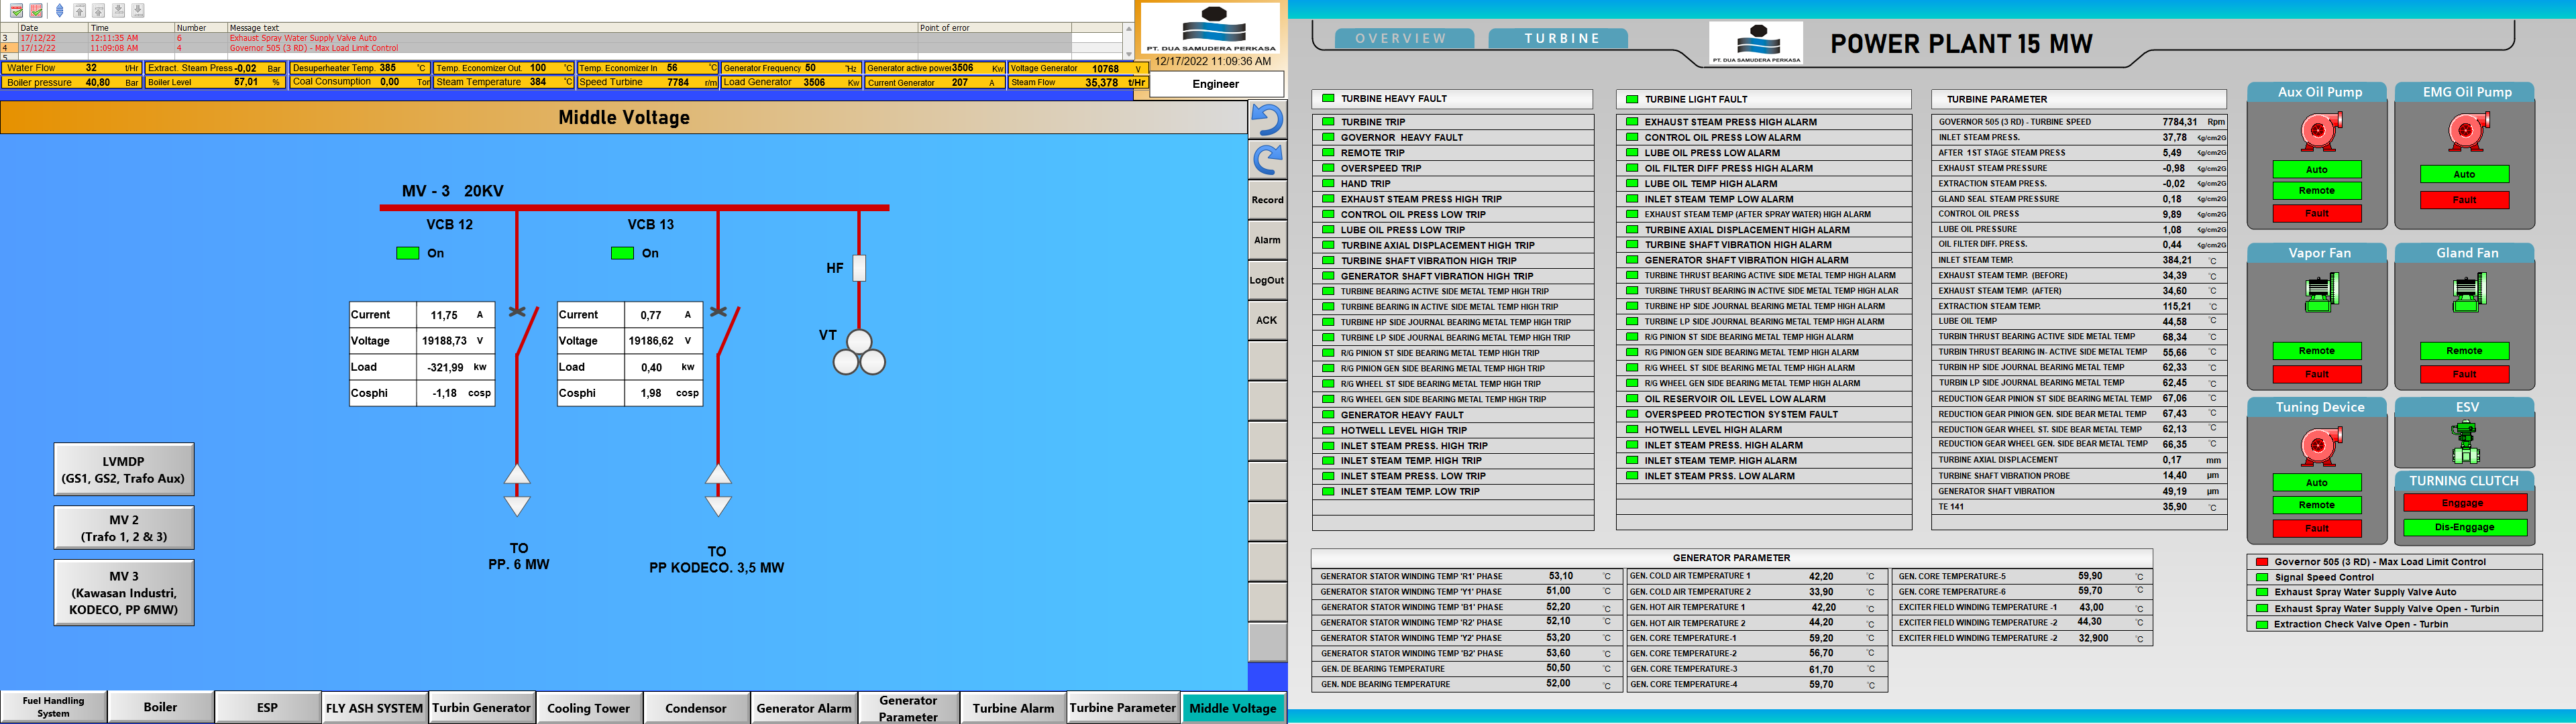 Date Time Number Message text Point of error
3 17/12/22 12:11:35 AM 6 Exhaust Spray Water Supply Valve Auto
4 17/12/22 11:09:08 AM 4 Governor 505 (3 RD) - Max Load Limit Control
5
PT. DUA SAMUDERA PERKASA
12/17/2022 11:09:36 AM
Engineer
Water Flow 32 t/Hr Extract. Steam Press -0,02 Bar Desuperheater Temp. 385 °C Temp. Economizer Out 100 °C Temp. Economizer In 56 °C Generator Frequency 50 Hz Generator active power 3506 Kw Voltage Generator 10768 V
Boiler pressure 40,80 Bar Boiler Level 57,01 % Coal Consumption 0,00 Ton Steam Temperature 384 °C Speed Turbine 7784 r/m Load Generator 3506 Kw Current Generator 207 A Steam Flow 35,378 t/Hr
Middle Voltage
Record
Alarm
LogOut
ACK
MV - 3 20KV
VCB 12
On
VCB 13
On
HF
VT
Current 11,75 A
Voltage 19188,73 V
Load -321,99 kw
Cosphi -1,18 cosp
Current 0,77 A
Voltage 19186,62 V
Load 0,40 kw
Cosphi 1,98 cosp
LVMDP
(GS1, GS2, Trafo Aux)
MV 2
(Trafo 1, 2 & 3)
MV 3
(Kawasan Industri,
KODECO, PP 6MW)
TO
PP. 6 MW
TO
PP KODECO. 3,5 MW
Fuel Handling
System
Boiler
ESP
FLY ASH SYSTEM
Turbin Generator
Cooling Tower
Condensor
Generator Alarm
Generator
Parameter
Turbine Alarm
Turbine Parameter
Middle Voltage
OVERVIEW
TURBINE
PT. DUA SAMUDERA PERKASA
POWER PLANT 15 MW
TURBINE HEAVY FAULT
TURBINE TRIP
GOVERNOR HEAVY FAULT
REMOTE TRIP
OVERSPEED TRIP
HAND TRIP
EXHAUST STEAM PRESS HIGH TRIP
CONTROL OIL PRESS LOW TRIP
LUBE OIL PRESS LOW TRIP
TURBINE AXIAL DISPLACEMENT HIGH TRIP
TURBINE SHAFT VIBRATION HIGH TRIP
GENERATOR SHAFT VIBRATION HIGH TRIP
TURBINE BEARING ACTIVE SIDE METAL TEMP HIGH TRIP
TURBINE BEARING IN ACTIVE SIDE METAL TEMP HIGH TRIP
TURBINE HP SIDE JOURNAL BEARING METAL TEMP HIGH TRIP
TURBINE LP SIDE JOURNAL BEARING METAL TEMP HIGH TRIP
R/G PINION ST SIDE BEARING METAL TEMP HIGH TRIP
R/G PINION GEN SIDE BEARING METAL TEMP HIGH TRIP
R/G WHEEL ST SIDE BEARING METAL TEMP HIGH TRIP
R/G WHEEL GEN SIDE BEARING METAL TEMP HIGH TRIP
GENERATOR HEAVY FAULT
HOTWELL LEVEL HIGH TRIP
INLET STEAM PRESS. HIGH TRIP
INLET STEAM TEMP. HIGH TRIP
INLET STEAM PRESS. LOW TRIP
INLET STEAM TEMP. LOW TRIP
TURBINE LIGHT FAULT
EXHAUST STEAM PRESS HIGH ALARM
CONTROL OIL PRESS LOW ALARM
LUBE OIL PRESS LOW ALARM
OIL FILTER DIFF PRESS HIGH ALARM
LUBE OIL TEMP HIGH ALARM
INLET STEAM TEMP LOW ALARM
EXHAUST STEAM TEMP (AFTER SPRAY WATER) HIGH ALARM
TURBINE AXIAL DISPLACEMENT HIGH ALARM
TURBINE SHAFT VIBRATION HIGH ALARM
GENERATOR SHAFT VIBRATION HIGH ALARM
TURBINE THRUST BEARING ACTIVE SIDE METAL TEMP HIGH ALARM
TURBINE THRUST BEARING IN ACTIVE SIDE METAL TEMP HIGH ALAR
TURBINE HP SIDE JOURNAL BEARING METAL TEMP HIGH ALARM
TURBINE LP SIDE JOURNAL BEARING METAL TEMP HIGH ALARM
R/G PINION ST SIDE BEARING METAL TEMP HIGH ALARM
R/G PINION GEN SIDE BEARING METAL TEMP HIGH ALARM
R/G WHEEL ST SIDE BEARING METAL TEMP HIGH ALARM
R/G WHEEL GEN SIDE BEARING METAL TEMP HIGH ALARM
OIL RESERVOIR OIL LEVEL LOW ALARM
OVERSPEED PROTECTION SYSTEM FAULT
HOTWELL LEVEL HIGH ALARM
INLET STEAM PRESS. HIGH ALARM
INLET STEAM TEMP. HIGH ALARM
INLET STEAM PRSS. LOW ALARM
TURBINE PARAMETER
GOVERNOR 505 (3 RD) - TURBINE SPEED 7784,31 Rpm
INLET STEAM PRESS. 37,78 Kg/cm2G
AFTER 1ST STAGE STEAM PRESS 5,49 Kg/cm2G
EXHAUST STEAM PRESSURE -0,98 Kg/cm2G
EXTRACTION STEAM PRESS. -0,02 Kg/cm2G
GLAND SEAL STEAM PRESSURE 0,18 Kg/cm2G
CONTROL OIL PRESS 9,89 Kg/cm2G
LUBE OIL PRESSURE 1,08 Kg/cm2G
OIL FILTER DIFF. PRESS. 0,44 Kg/cm2G
INLET STEAM TEMP. 384,21 °C
EXHAUST STEAM TEMP. (BEFORE) 34,39 °C
EXHAUST STEAM TEMP. (AFTER) 34,60 °C
EXTRACTION STEAM TEMP. 115,21 °C
LUBE OIL TEMP 44,58 °C
TURBIN THRUST BEARING ACTIVE SIDE METAL TEMP 68,34 °C
TURBIN THRUST BEARING IN- ACTIVE SIDE METAL TEMP 55,66 °C
TURBIN HP SIDE JOURNAL BEARING METAL TEMP 62,33 °C
TURBIN LP SIDE JOURNAL BEARING METAL TEMP 62,45 °C
REDUCTION GEAR PINION ST SIDE BEAR METAL TEMP 67,06 °C
REDUCTION GEAR PINION GEN. SIDE BEAR METAL TEMP 67,43 °C
REDUCTION GEAR WHEEL ST. SIDE BEAR METAL TEMP 62,13 °C
REDUCTION GEAR WHEEL GEN. SIDE BEAR METAL TEMP 66,35 °C
TURBINE AXIAL DISPLACEMENT 0,17 mm
TURBINE SHAFT VIBRATION PROBE 14,40 µm
GENERATOR SHAFT VIBRATION 49,19 µm
TE 141 35,90 °C
Aux Oil Pump
Auto
Remote
Fault
EMG Oil Pump
Auto
Fault
Vapor Fan
Remote
Fault
Gland Fan
Remote
Fault
Tuning Device
Auto
Remote
Fault
ESV
TURNING CLUTCH
Enggage
Dis-Enggage
Governor 505 (3 RD) - Max Load Limit Control
Signal Speed Control
Exhaust Spray Water Supply Valve Auto
Exhaust Spray Water Supply Valve Open - Turbin
Extraction Check Valve Open - Turbin
GENERATOR PARAMETER
GENERATOR STATOR WINDING TEMP 'R1' PHASE 53,10 °C
GENERATOR STATOR WINDING TEMP 'Y1' PHASE 51,00 °C
GENERATOR STATOR WINDING TEMP 'B1' PHASE 52,20 °C
GENERATOR STATOR WINDING TEMP 'R2' PHASE 52,10 °C
GENERATOR STATOR WINDING TEMP 'Y2' PHASE 53,20 °C
GENERATOR STATOR WINDING TEMP 'B2' PHASE 53,60 °C
GEN. DE BEARING TEMPERATURE 50,50 °C
GEN. NDE BEARING TEMPERATURE 52,00 °C
GEN. COLD AIR TEMPERATURE 1 42,20 °C
GEN. COLD AIR TEMPERATURE 2 33,90 °C
GEN. HOT AIR TEMPERATURE 1 42,20 °C
GEN. HOT AIR TEMPERATURE 2 44,20 °C
GEN. CORE TEMPERATURE-1 59,20 °C
GEN. CORE TEMPERATURE-2 56,70 °C
GEN. CORE TEMPERATURE-3 61,70 °C
GEN. CORE TEMPERATURE-4 59,70 °C
GEN. CORE TEMPERATURE-5 59,90 °C
GEN. CORE TEMPERATURE-6 59,70 °C
EXCITER FIELD WINDING TEMPERATURE -1 43,00 °C
EXCITER FIELD WINDING TEMPERATURE -2 44,30 °C
EXCITER FIELD WINDING TEMPERATURE -2 32,900 °C